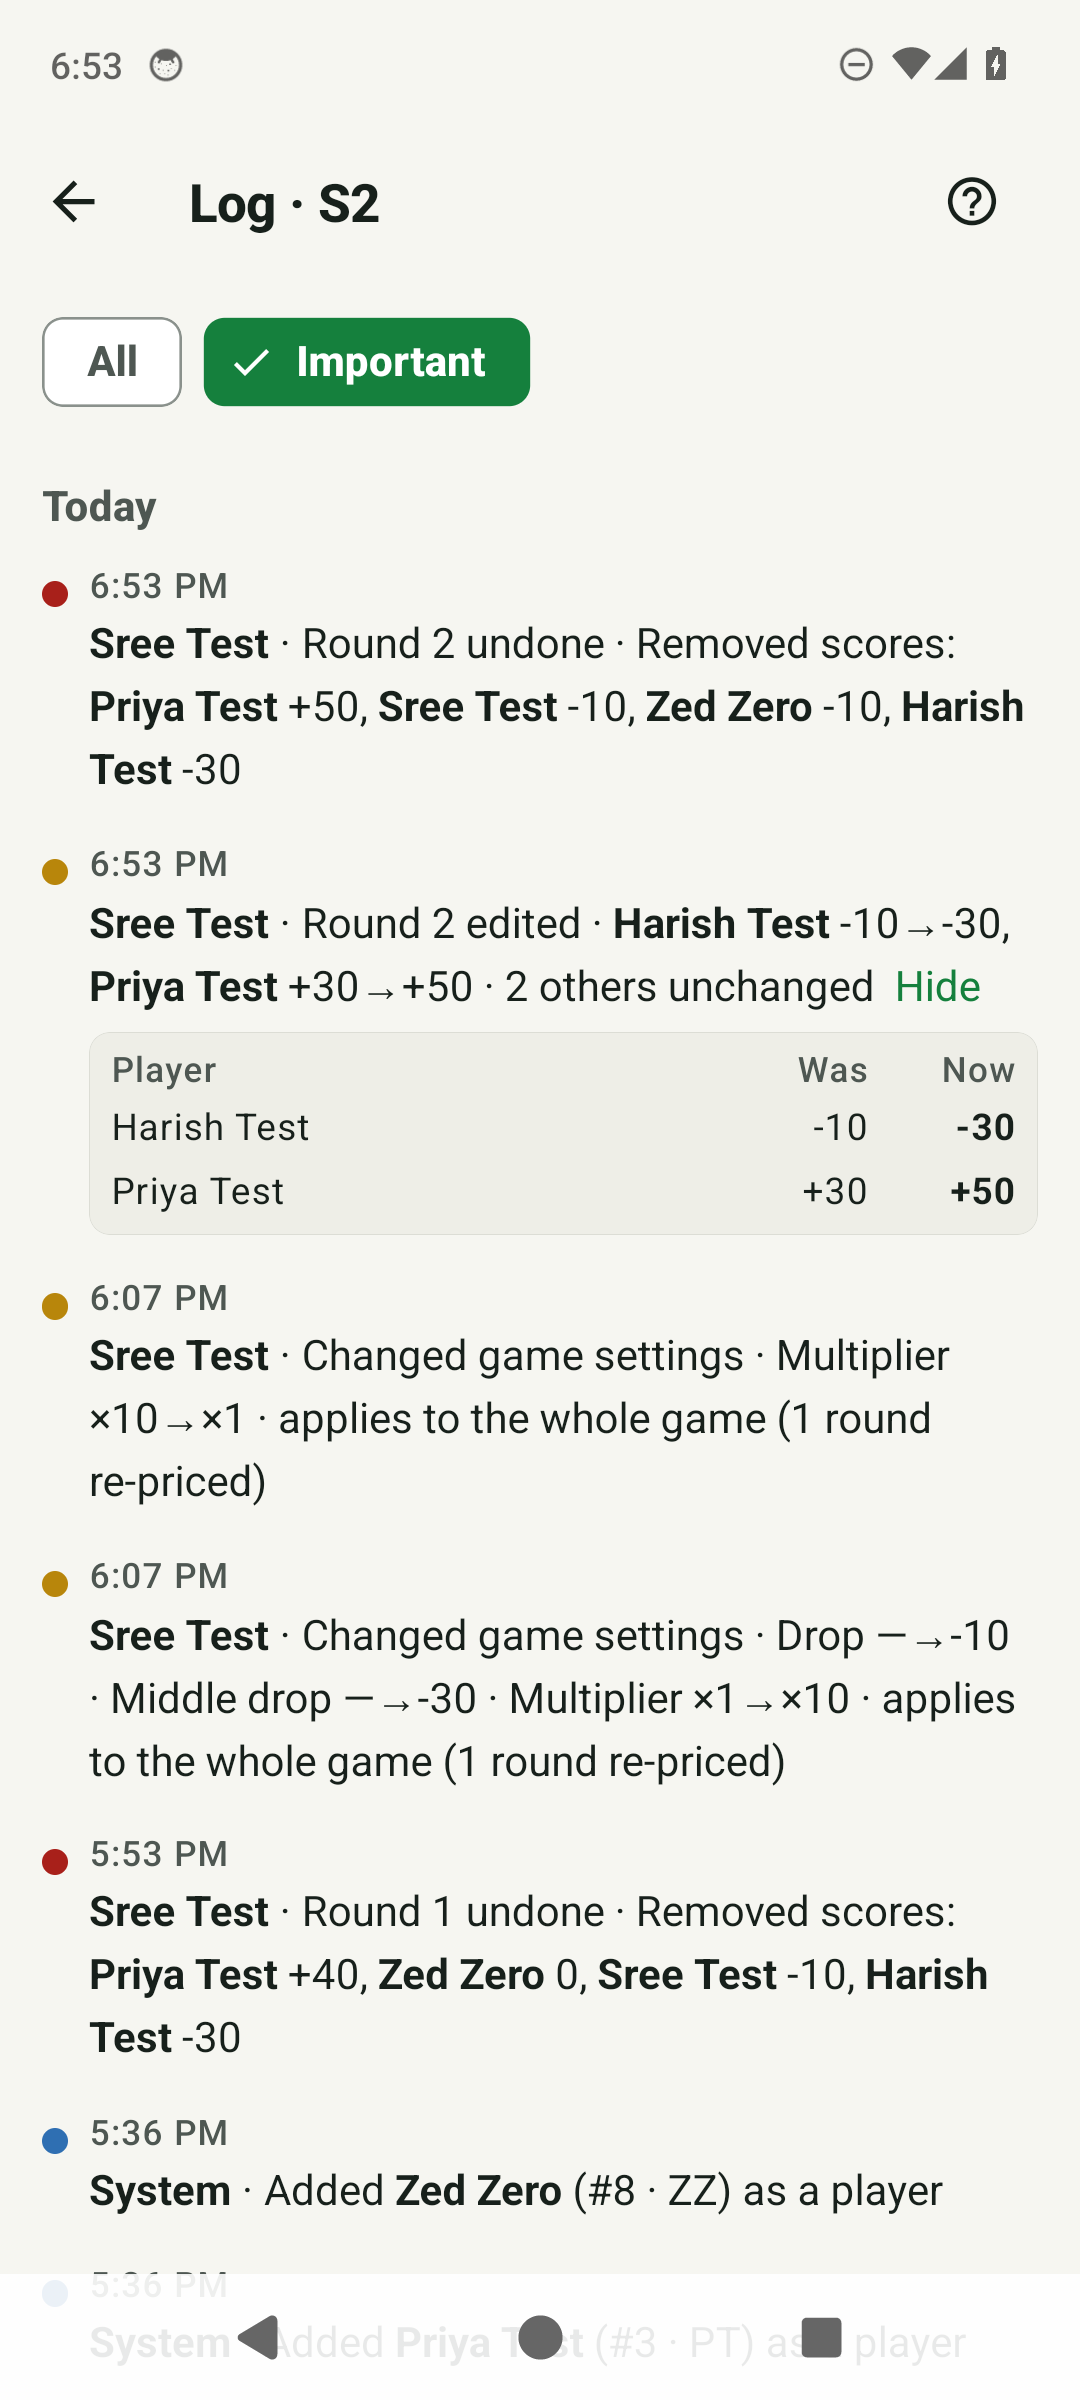 6:53
Log · S2
All
Important
Today
6:53 PM
Sree Test · Round 2 undone · Removed scores:
Priya Test +50, Sree Test -10, Zed Zero -10, Harish
Test -30
6:53 PM
Sree Test · Round 2 edited · Harish Test -10→-30,
Priya Test +30→+50 · 2 others unchanged Hide
Player Was Now
Harish Test -10 -30
Priya Test +30 +50
6:07 PM
Sree Test · Changed game settings · Multiplier
×10→×1 · applies to the whole game (1 round
re-priced)
6:07 PM
Sree Test · Changed game settings · Drop —→-10
· Middle drop —→-30 · Multiplier ×1→×10 · applies
to the whole game (1 round re-priced)
5:53 PM
Sree Test · Round 1 undone · Removed scores:
Priya Test +40, Zed Zero 0, Sree Test -10, Harish
Test -30
5:36 PM
System · Added Zed Zero (#8 · ZZ) as a player
5:36 PM
System · Added Priya Test (#3 · PT) as a player